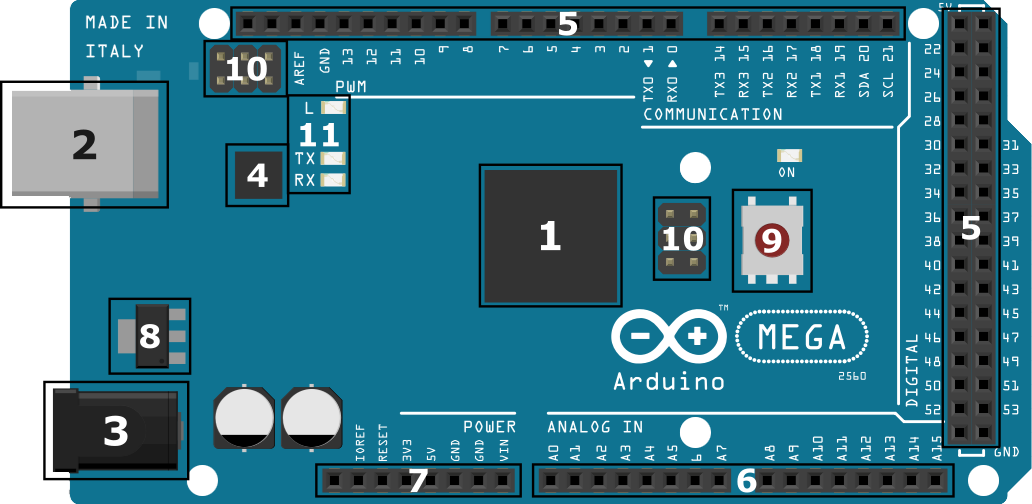 MADE IN
ITALY
5
5V
10
AREF
GND
13
12
11
10
9
8
7
6
5
4
3
2
TX0 ◄ 1
RX0 ► 0
TX3 14
RX3 15
TX2 16
RX2 17
TX1 18
RX1 19
SDA 20
SCL 21
PWM
COMMUNICATION
L
11
TX
RX
2
4
1
10
9
ON
22
24
26
28
30 31
32 33
34 35
36 37
5
38 39
40 41
42 43
44 45
46 47
48 49
50 51
52 53
DIGITAL
GND
8
3
TM
Arduino
MEGA
2560
POWER
IOREF
RESET
3V3
5V
GND
GND
VIN
7
ANALOG IN
A0
A1
A2
A3
A4
A5
6
A7
A8
A9
A10
A11
A12
A13
A14
A15
6